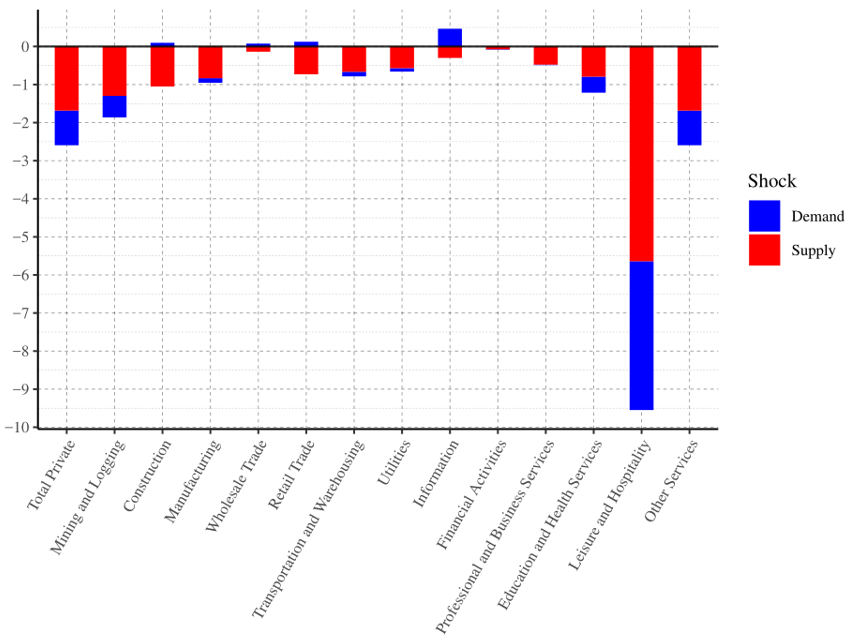 0
−1
−2
−3
−4
−5
−6
−7
−8
−9
−10
Total Private
Mining and Logging
Construction
Manufacturing
Wholesale Trade
Retail Trade
Transportation and Warehousing
Utilities
Information
Financial Activities
Professional and Business Services
Education and Health Services
Leisure and Hospitality
Other Services
Shock
Demand
Supply